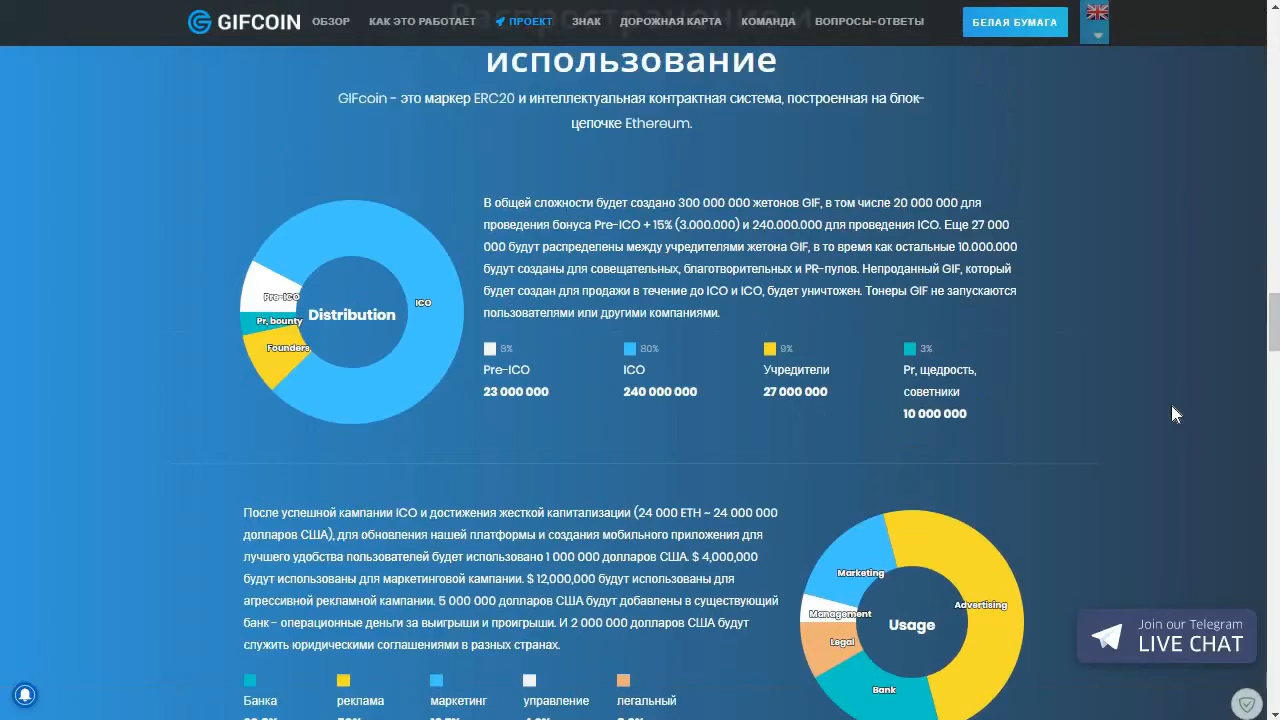 GIFCOIN
ОБЗОР
КАК ЭТО РАБОТАЕТ
ПРОЕКТ
ЗНАК
ДОРОЖНАЯ КАРТА
КОМАНДА
ВОПРОСЫ-ОТВЕТЫ
БЕЛАЯ БУМАГА
Распространение и
использование
GIFcoin - это маркер ERC20 и интеллектуальная контрактная система, построенная на блок-
цепочке Ethereum.
Pre-ICO
Pr, bounty
Founders
Distribution
ICO
В общей сложности будет создано 300 000 000 жетонов GIF, в том числе 20 000 000 для
проведения бонуса Pre-ICO + 15% (3.000.000) и 240.000.000 для проведения ICO. Еще 27 000
000 будут распределены между учредителями жетона GIF, в то время как остальные 10.000.000
будут созданы для совещательных, благотворительных и PR-пулов. Непроданный GIF, который
будет создан для продажи в течение до ICO и ICO, будет уничтожен. Тонеры GIF не запускаются
пользователями или другими компаниями.
8%
Pre-ICO
23 000 000
80%
ICO
240 000 000
9%
Учредители
27 000 000
3%
Pr, щедрость,
советники
10 000 000
После успешной кампании ICO и достижения жесткой капитализации (24 000 ETH ~ 24 000 000
долларов США), для обновления нашей платформы и создания мобильного приложения для
лучшего удобства пользователей будет использовано 1 000 000 долларов США. $ 4,000,000
будут использованы для маркетинговой кампании. $ 12,000,000 будут использованы для
агрессивной рекламной кампании. 5 000 000 долларов США будут добавлены в существующий
банк - операционные деньги за выигрыши и проигрыши. И 2 000 000 долларов США будут
служить юридическими соглашениями в разных странах.
Банка
реклама
маркетинг
управление
легальный
Marketing
Management
Legal
Bank
Usage
Advertising
Join our Telegram
LIVE CHAT